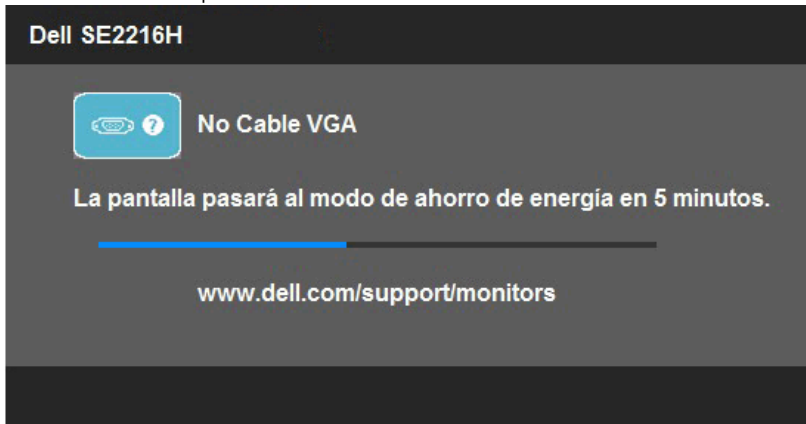 Dell SE2216H
No Cable VGA
La pantalla pasará al modo de ahorro de energía en 5 minutos.
www.dell.com/support/monitors